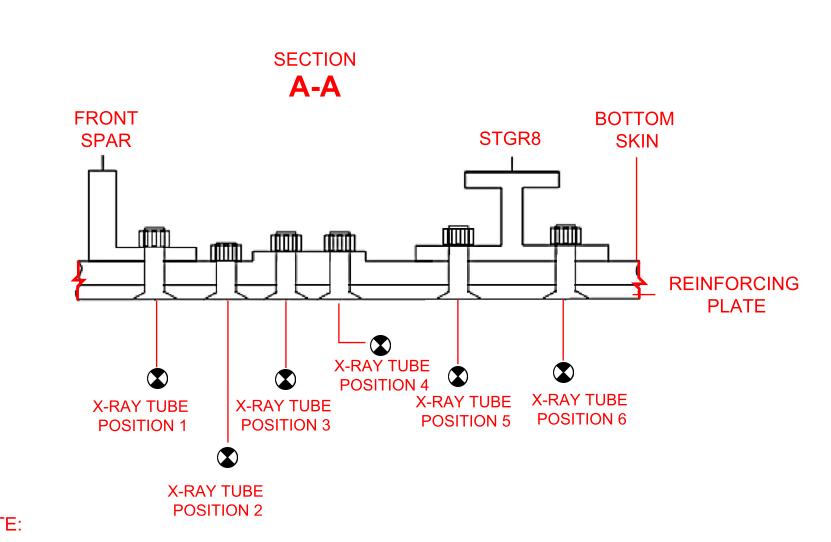 SECTION
A-A
FRONT
SPAR
STGR8
BOTTOM
SKIN
REINFORCING
PLATE
X-RAY TUBE
POSITION 4
X-RAY TUBE
POSITION 1
X-RAY TUBE
POSITION 3
X-RAY TUBE
POSITION 5
X-RAY TUBE
POSITION 6
X-RAY TUBE
POSITION 2
TE: